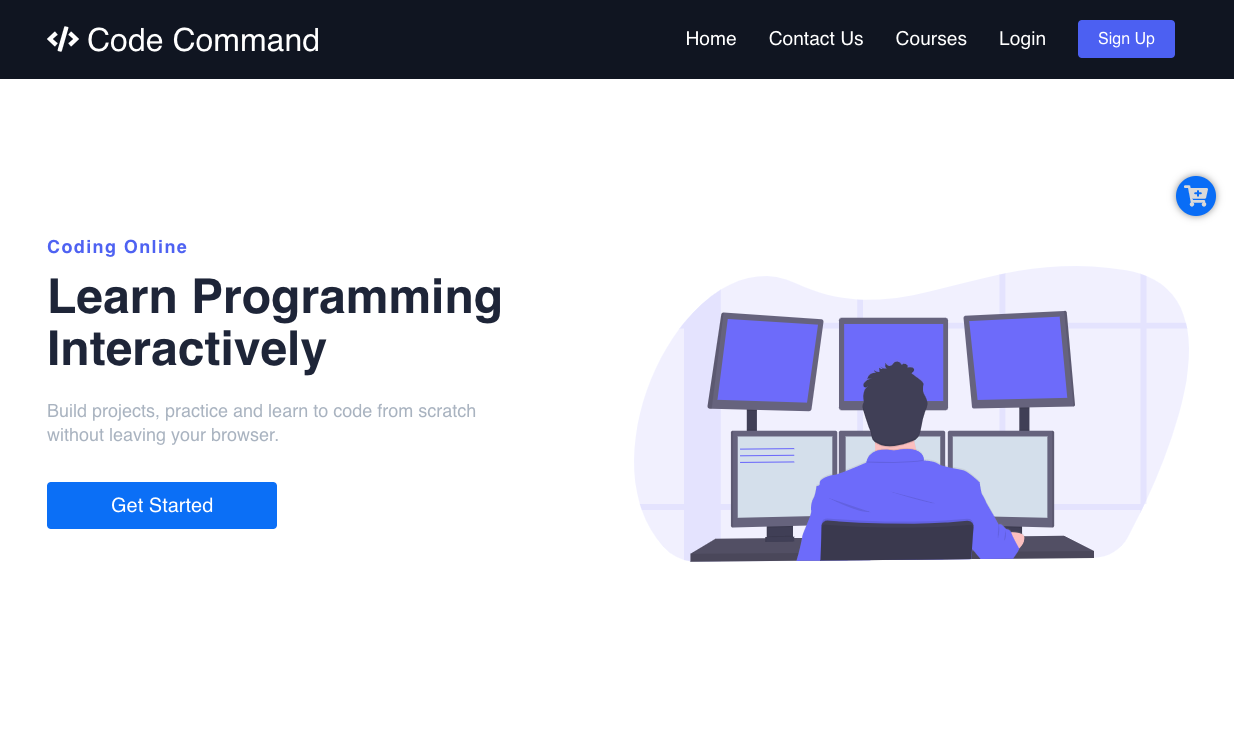 Code Command
Home
Contact Us
Courses
Login
Sign Up
Coding Online
Learn Programming
Interactively
Build projects, practice and learn to code from scratch
without leaving your browser.
Get Started